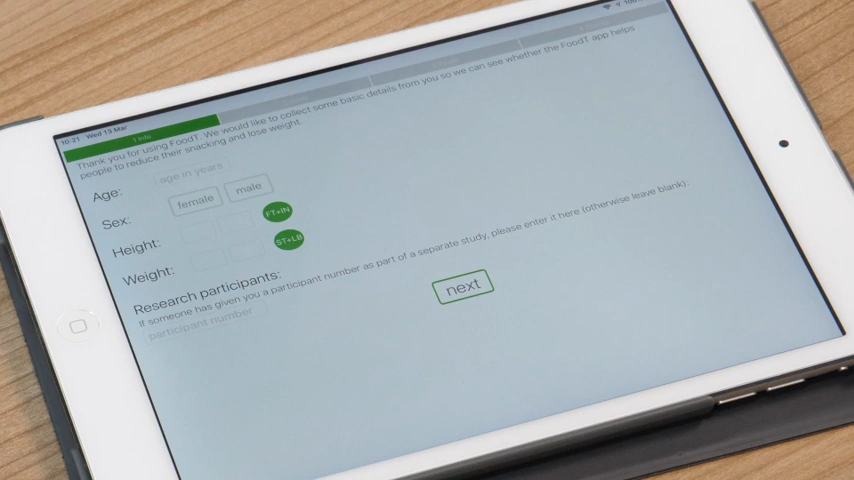 10:21 Wed 13 Mar
100%
1 Info
Thank you for using FoodT. We would like to collect some basic details from you so we can see whether the FoodT app helps
people to reduce their snacking and lose weight.
Age: age in years
Sex: female male
Height: FT+IN
Weight: ST+LB
Research participants:
If someone has given you a participant number as part of a separate study, please enter it here (otherwise leave blank):
participant number
next